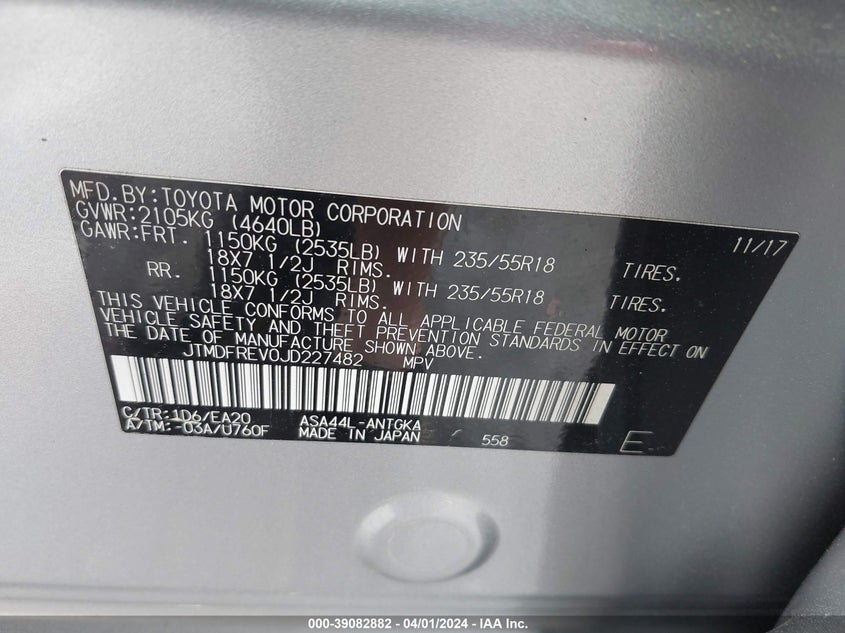 MFD.BY:TOYOTA MOTOR CORPORATION 11/17
GVWR:2105KG (4640LB)
GAWR:FRT. 1150KG (2535LB) WITH 235/55R18 TIRES,
18X7 1/2J RIMS.
RR. 1150KG (2535LB) WITH 235/55R18 TIRES,
18X7 1/2J RIMS.
THIS VEHICLE CONFORMS TO ALL APPLICABLE FEDERAL MOTOR
VEHICLE SAFETY AND THEFT PREVENTION STANDARDS IN EFFECT ON
THE DATE OF MANUFACTURE SHOWN ABOVE.
JTMDFREV0JD227482 MPV
C/TR:1D6/EA20 ASA44L-ANTGKA
A/TM:-03A/U760F MADE IN JAPAN 558 E
000-39082882 - 04/01/2024 - IAA Inc.